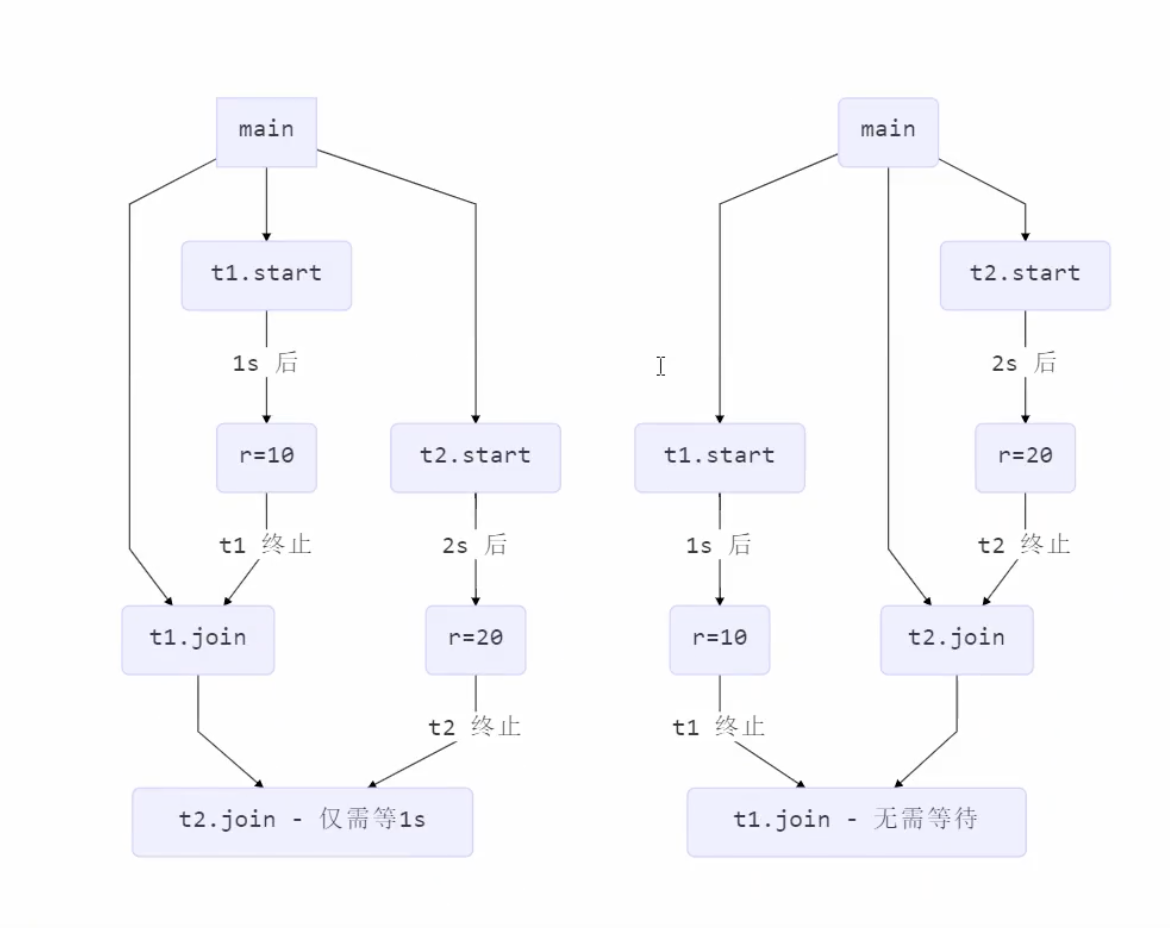 main
t1.start
1s 后
r=10
t2.start
t1 终止
2s 后
t1.join
r=20
t2 终止
t2.join - 仅需等1s
main
t2.start
2s 后
t1.start
r=20
1s 后
t2 终止
r=10
t2.join
t1 终止
t1.join - 无需等待